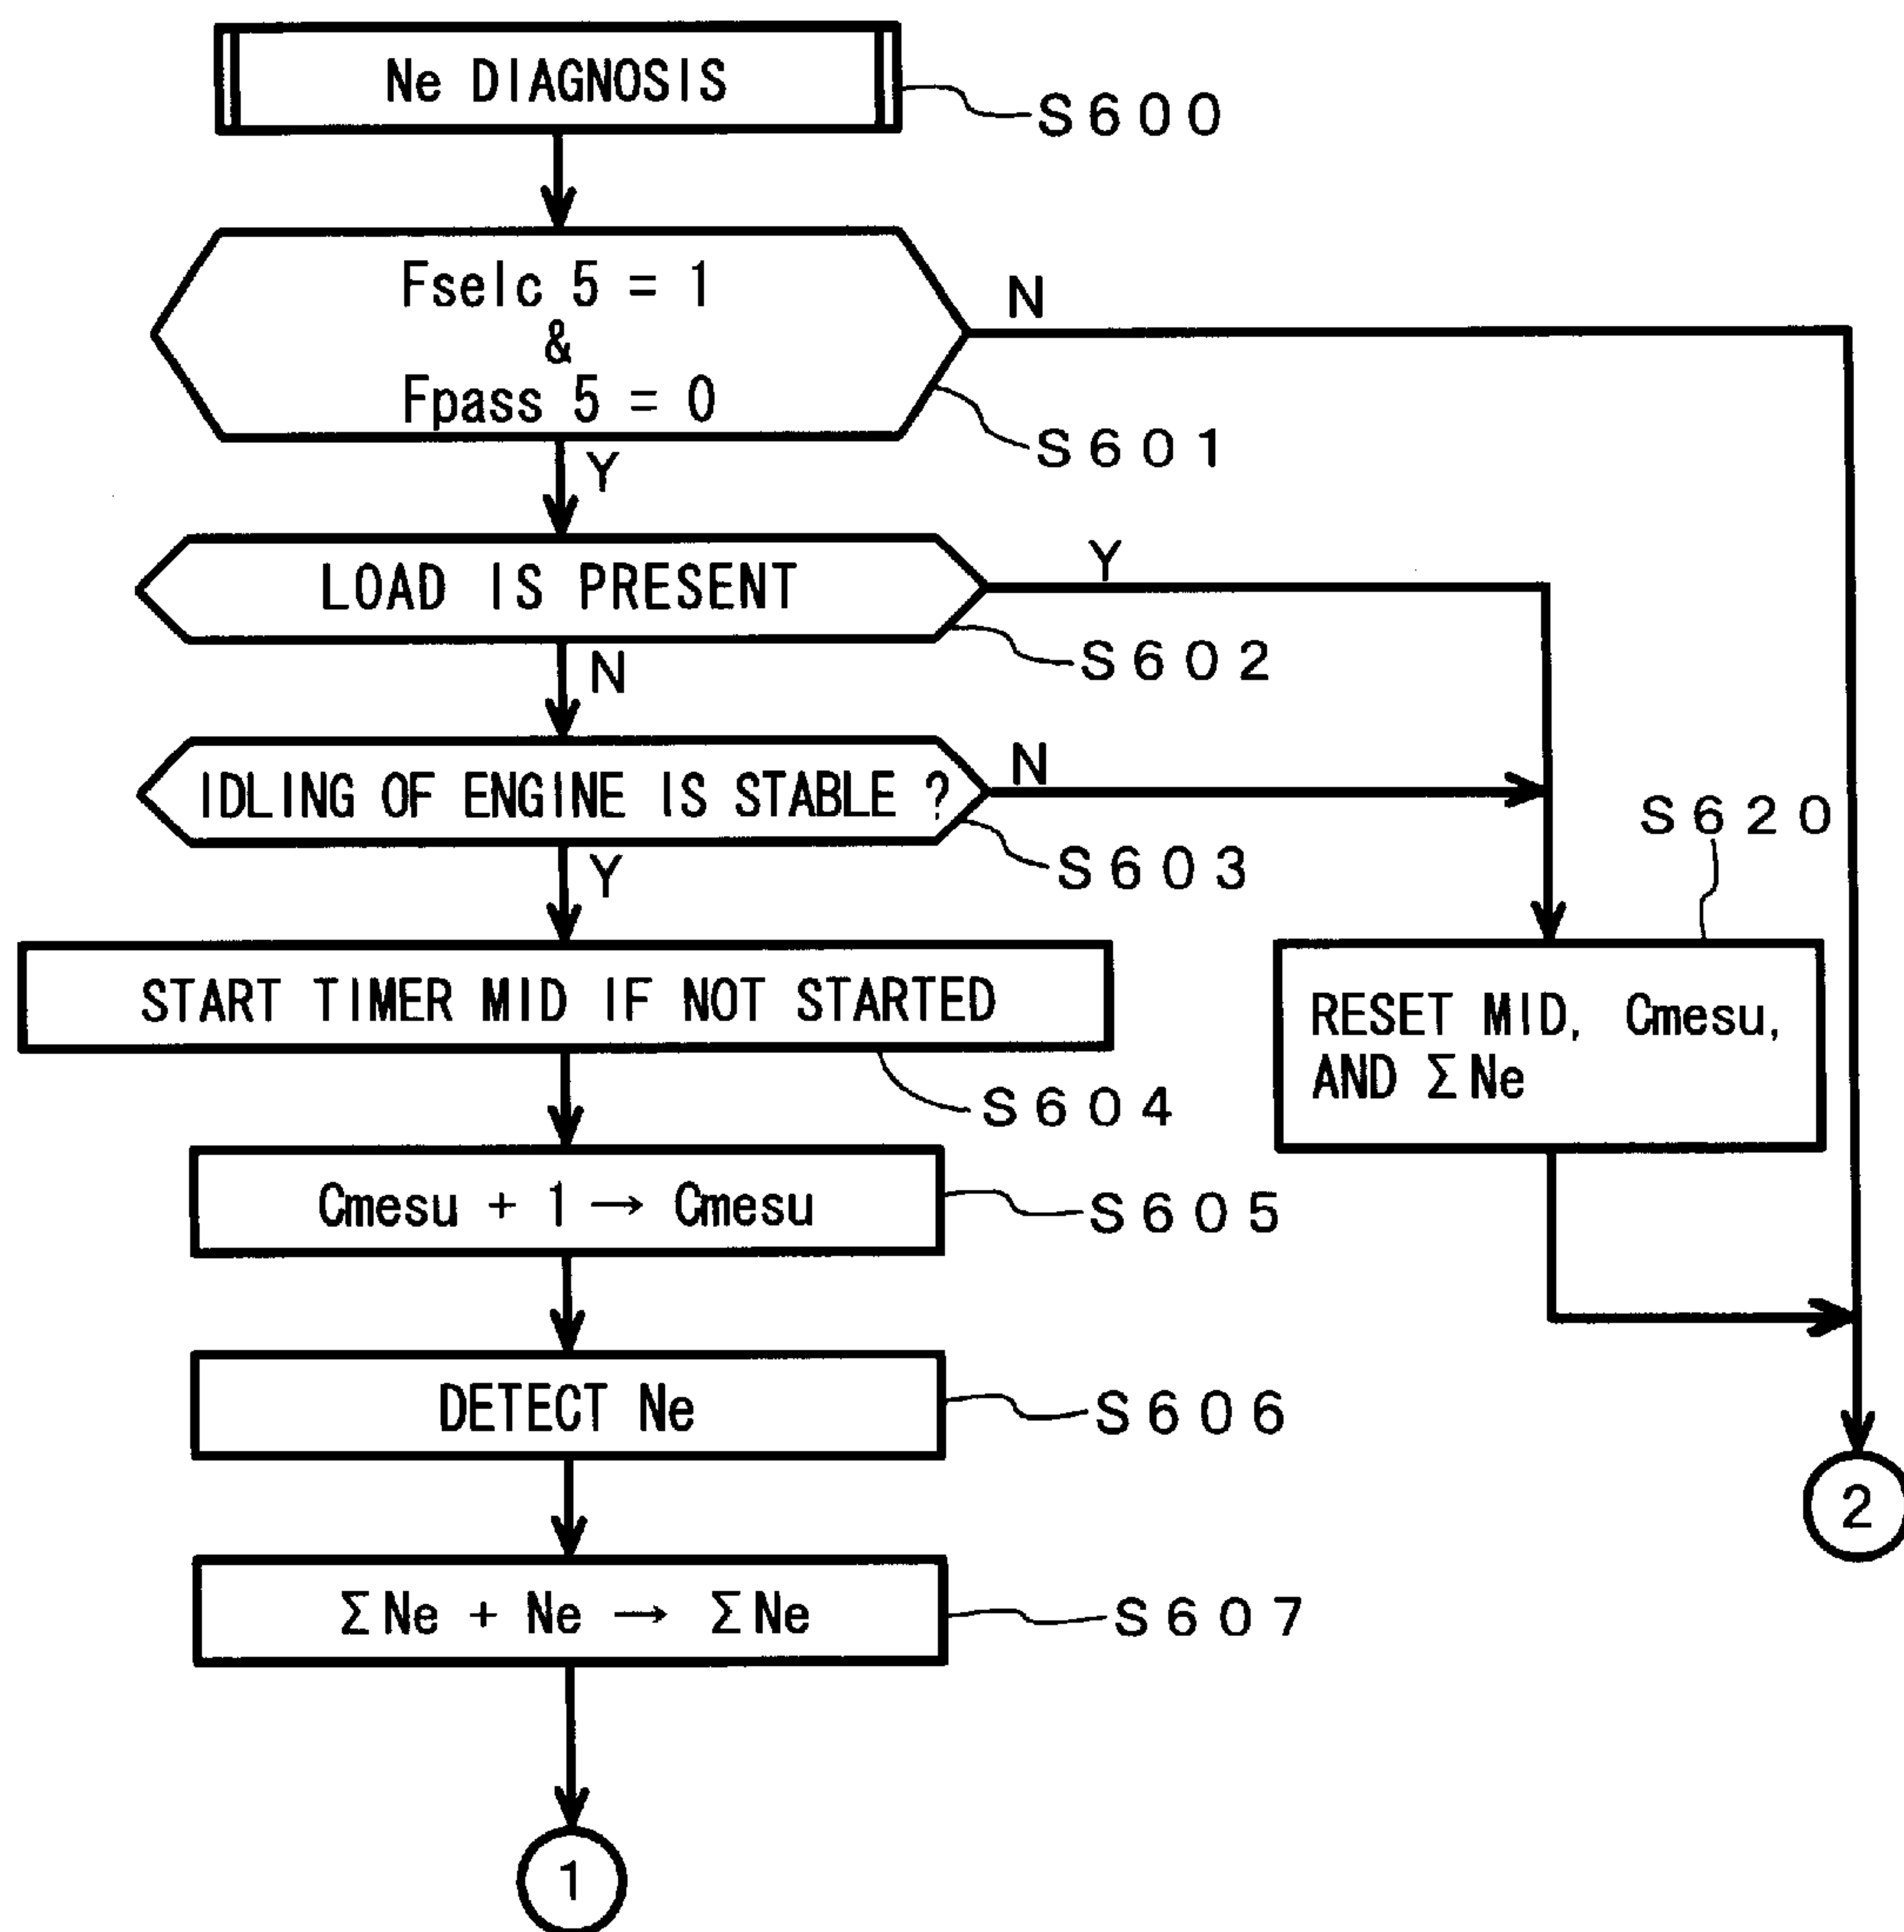 Ne DIAGNOSIS
S600
Fselc 5 = 1
&
Fpass 5 = 0
N
S601
Y
LOAD IS PRESENT
Y
S602
N
IDLING OF ENGINE IS STABLE ?
N
S603
Y
S620
START TIMER MID IF NOT STARTED
S604
RESET MID, Cmesu,
AND ΣNe
Cmesu + 1 → Cmesu
S605
DETECT Ne
S606
2
ΣNe + Ne → ΣNe
S607
1